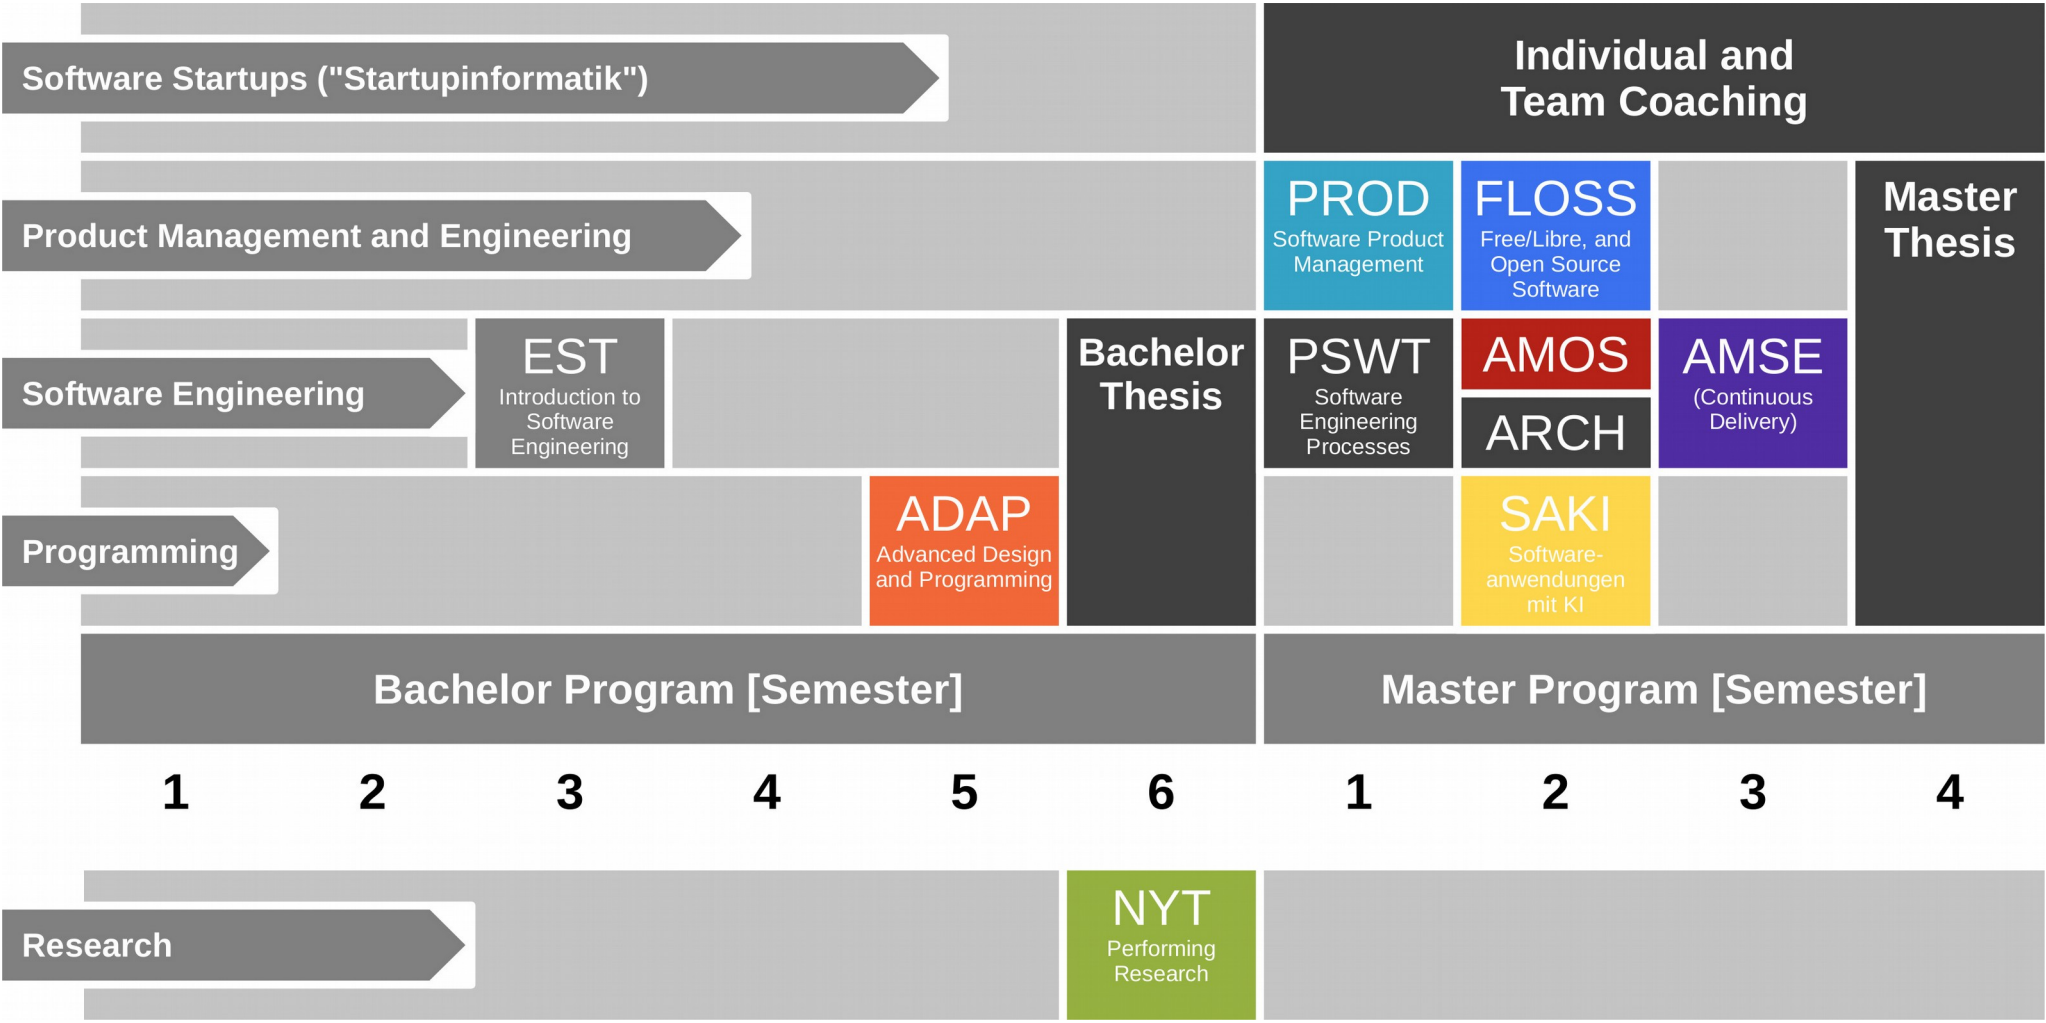 Software Startups ("Startupinformatik")
Individual and
Team Coaching
Product Management and Engineering
PROD
Software Product
Management
FLOSS
Free/Libre, and
Open Source
Software
Master
Thesis
Software Engineering
EST
Introduction to
Software
Engineering
Bachelor
Thesis
PSWT
Software
Engineering
Processes
AMOS
ARCH
AMSE
(Continuous
Delivery)
Programming
ADAP
Advanced Design
and Programming
SAKI
Software-
anwendungen
mit KI
Bachelor Program [Semester]
Master Program [Semester]
1 2 3 4 5 6 1 2 3 4
Research
NYT
Performing
Research